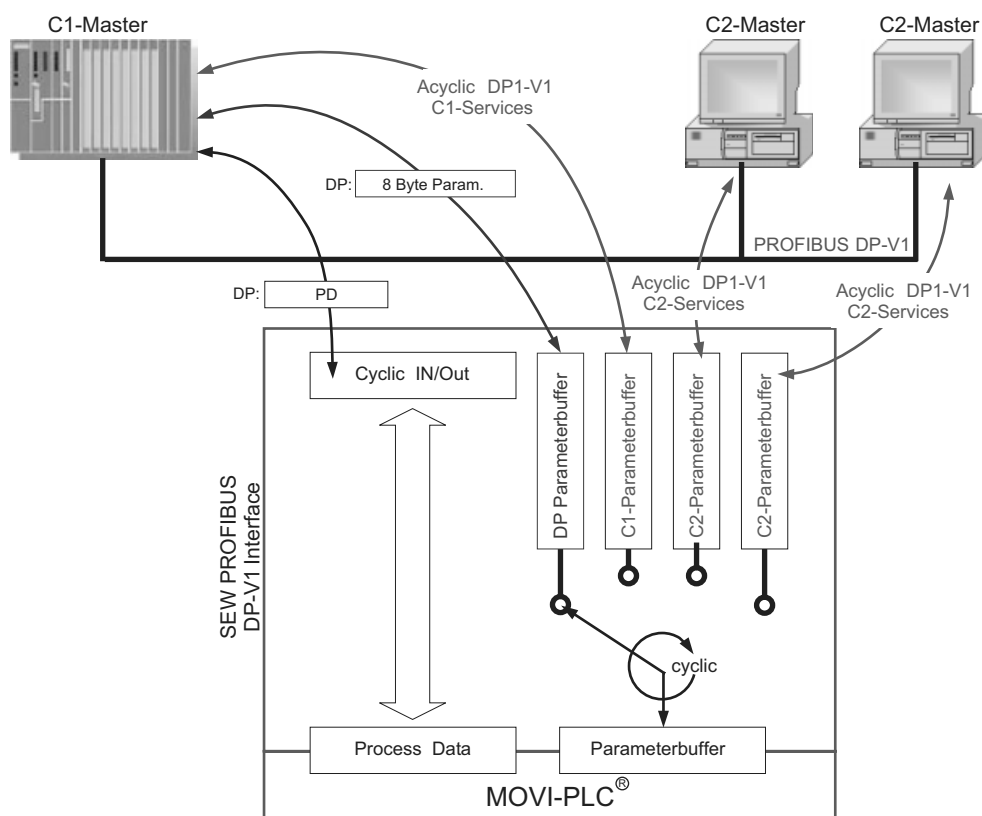 C1-Master
C2-Master
C2-Master
Acyclic DP1-V1
C1-Services
DP:
8 Byte Param.
PROFIBUS DP-V1
DP:
PD
Acyclic DP1-V1
C2-Services
Acyclic DP1-V1
C2-Services
Cyclic IN/Out
DP Parameterbuffer
C1-Parameterbuffer
C2-Parameterbuffer
C2-Parameterbuffer
SEW PROFIBUS
DP-V1 Interface
cyclic
Process Data
Parameterbuffer
MOVI-PLC®